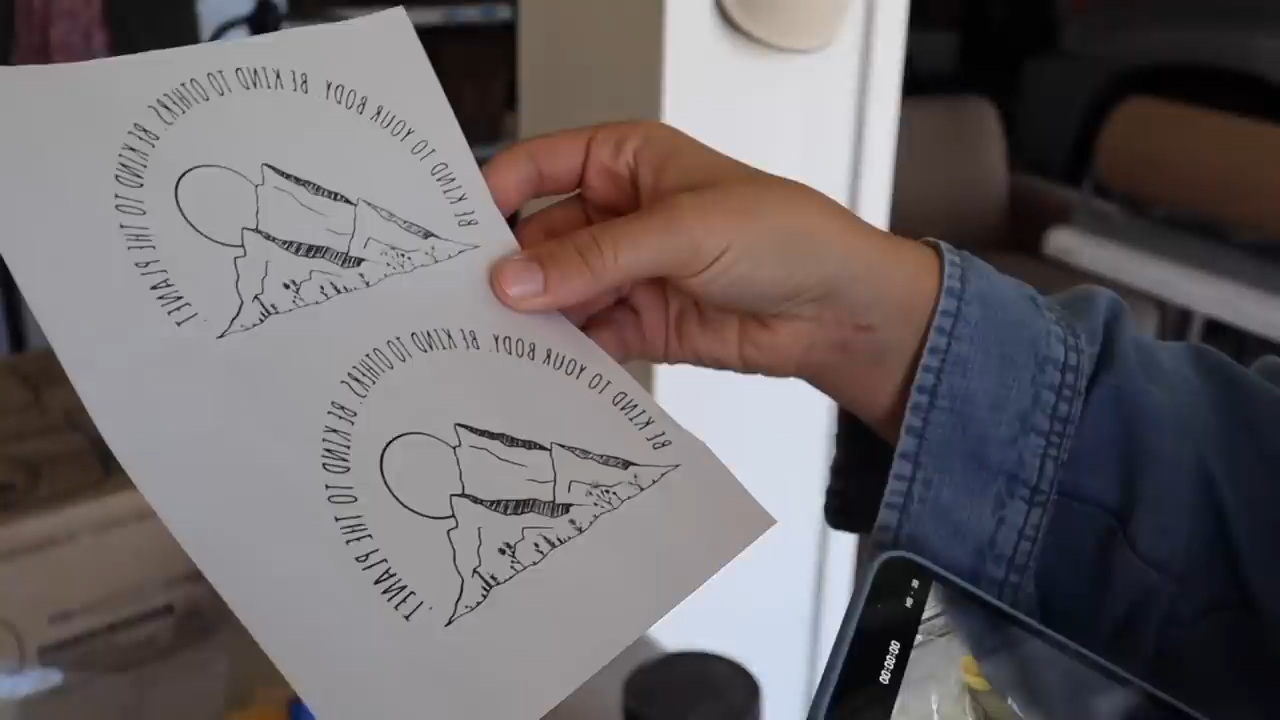 BE KIND TO YOUR BODY. BE KIND TO OTHERS. BE KIND TO THE PLANET.
BE KIND TO YOUR BODY. BE KIND TO OTHERS. BE KIND TO THE PLANET.
00:00:00